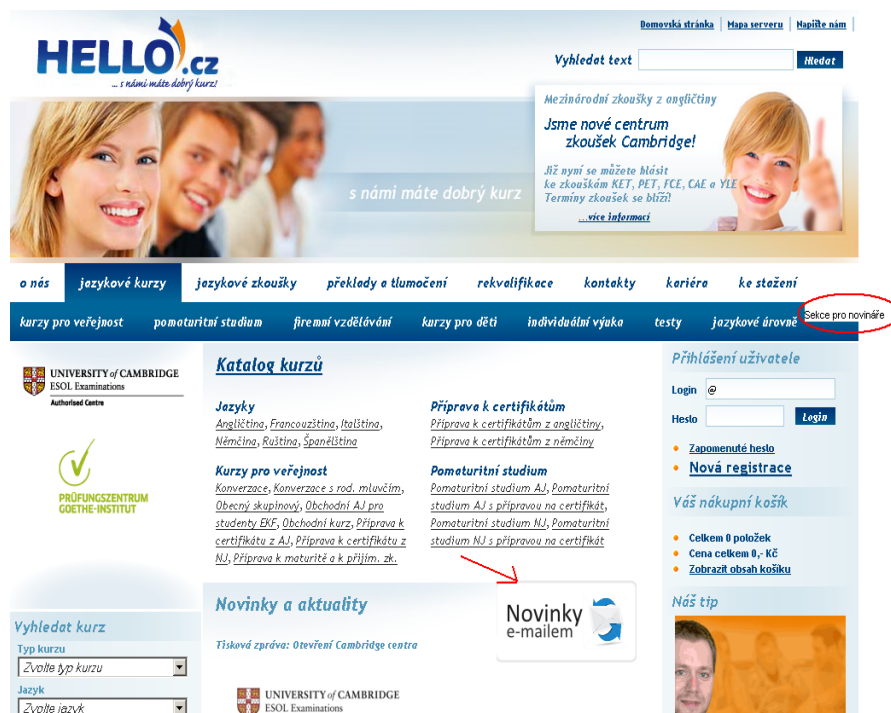 Domovská stránka | Mapa serveru | Napište nám
HELLO.cz
... s námi máte dobrý kurz!
Vyhledat text
Hledat
Mezinárodní zkoušky z angličtiny
Jsme nové centrum
zkoušek Cambridge!
Již nyní se můžete hlásit
ke zkouškám KET, PET, FCE, CAE a YLE
Termíny zkoušek se blíží!
...více informací
s námi máte dobrý kurz
o nás jazykové kurzy jazykové zkoušky překlady a tlumočení rekvalifikace kontakty kariéra ke stažení
kurzy pro veřejnost pomaturitní studium firemní vzdělávání kurzy pro děti individuální výuka testy jazykové úrovně Sekce pro novináře
UNIVERSITY of CAMBRIDGE
ESOL Examinations
Authorised Centre
PRÜFUNGSZENTRUM
GOETHE-INSTITUT
Vyhledat kurz
Typ kurzu
Zvolte typ kurzu
Jazyk
Zvolte jazyk
Katalog kurzů
Jazyky
Angličtina, Francouzština, Italština,
Němčina, Ruština, Španělština
Kurzy pro veřejnost
Konverzace, Konverzace s rod. mluvčím,
Obecný skupinový, Obchodní AJ pro
studenty EKF, Obchodní kurz, Příprava k
certifikátu z AJ, Příprava k certifikátu z
NJ, Příprava k maturitě a k přijím. zk.
Příprava k certifikátům
Příprava k certifikátům z angličtiny,
Příprava k certifikátům z němčiny
Pomaturitní studium
Pomaturitní studium AJ, Pomaturitní
studium AJ s přípravou na certifikát,
Pomaturitní studium NJ, Pomaturitní
studium NJ s přípravou na certifikát
Novinky a aktuality
Novinky
e-mailem
Tisková zpráva: Otevření Cambridge centra
UNIVERSITY of CAMBRIDGE
ESOL Examinations
Přihlášení uživatele
Login @
Heslo Login
Zapomenuté heslo
Nová registrace
Váš nákupní košík
Celkem 0 položek
Cena celkem 0,- Kč
Zobrazit obsah košíku
Náš tip